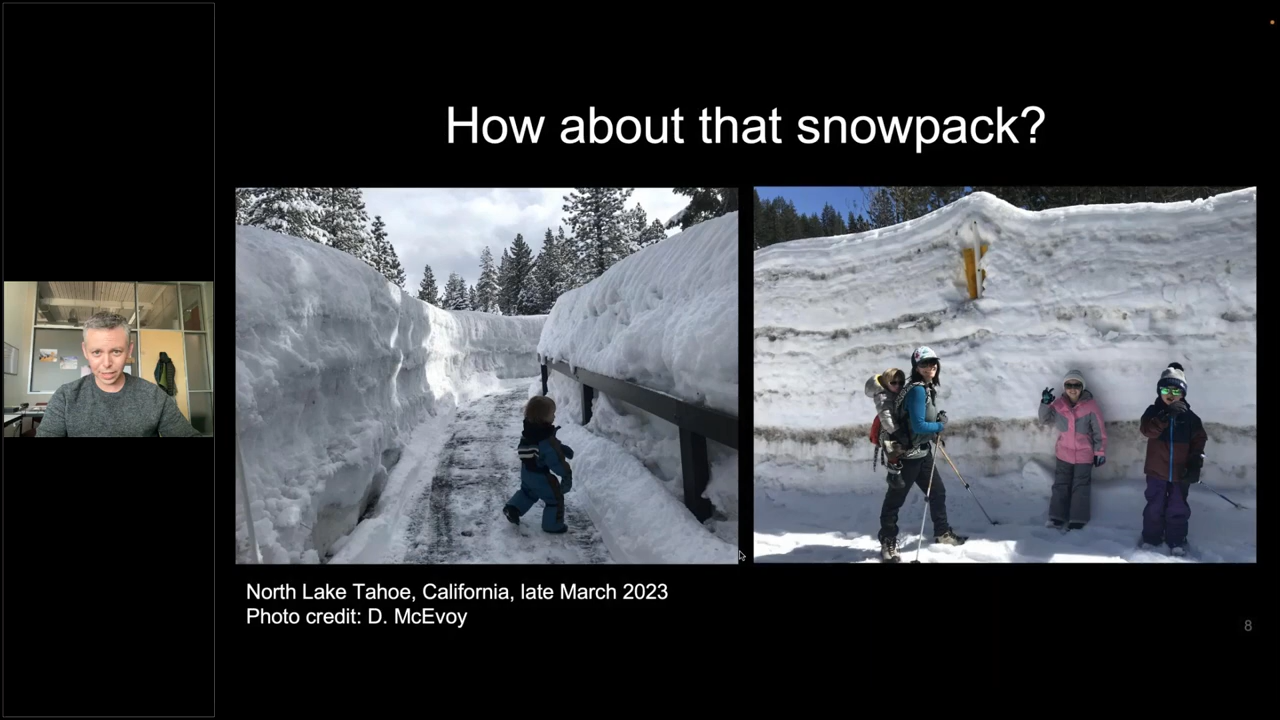 How about that snowpack?
North Lake Tahoe, California, late March 2023
Photo credit: D. McEvoy
8